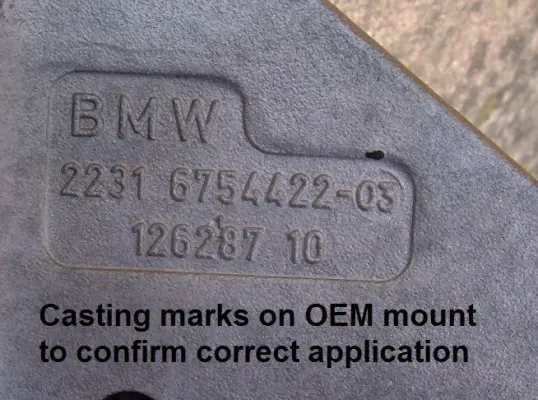 BMW
2231 6754422-03
126287 10
Casting marks on OEM mount
to confirm correct application